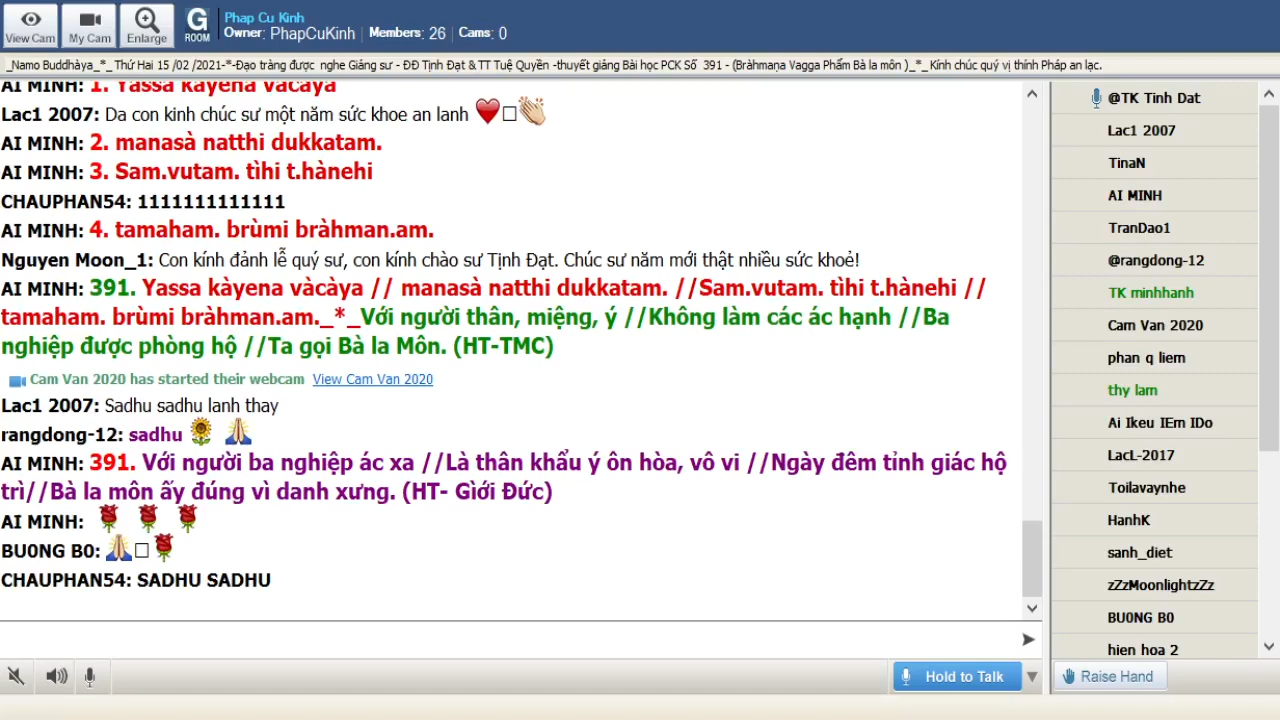 View Cam
My Cam
Enlarge
G
ROOM
Phap Cu Kinh
Owner: PhapCuKinh | Members: 26 | Cams: 0
_Namo Buddhàya_*_ Thứ Hai 15 /02 /2021-*-Đạo tràng được nghe Giảng sư - ĐĐ Tịnh Đạt & TT Tuệ Quyền -thuyết giảng Bài học PCK Số 391 - (Bràhmaṇa Vagga Phẩm Bà la môn )_*_ Kính chúc quý vị thính Pháp an lạc.
AI MINH: 1. Yassa kàyena vàcàya
Lac1 2007: Da con kinh chúc sư một năm sức khoe an lanh
AI MINH: 2. manasà natthi dukkatam.
AI MINH: 3. Sam.vutam. tìhi t.hànehi
CHAUPHAN54: 1111111111111
AI MINH: 4. tamaham. brùmi bràhman.am.
Nguyen Moon_1: Con kính đảnh lễ quý sư, con kính chào sư Tịnh Đạt. Chúc sư năm mới thật nhiều sức khoẻ!
AI MINH: 391. Yassa kàyena vàcàya // manasà natthi dukkatam. //Sam.vutam. tìhi t.hànehi //
tamaham. brùmi bràhman.am._*_Với người thân, miệng, ý //Không làm các ác hạnh //Ba
nghiệp được phòng hộ //Ta gọi Bà la Môn. (HT-TMC)
Cam Van 2020 has started their webcam View Cam Van 2020
Lac1 2007: Sadhu sadhu lanh thay
rangdong-12: sadhu
AI MINH: 391. Với người ba nghiệp ác xa //Là thân khẩu ý ôn hòa, vô vi //Ngày đêm tỉnh giác hộ
trì//Bà la môn ấy đúng vì danh xưng. (HT- Giới Đức)
AI MINH:
BU0NG B0:
CHAUPHAN54: SADHU SADHU
Hold to Talk
@TK Tinh Dat
Lac1 2007
TinaN
AI MINH
TranDao1
@rangdong-12
TK minhhanh
Cam Van 2020
phan q liem
thy lam
Ai Ikeu IEm IDo
LacL-2017
Toilavaynhe
HanhK
sanh_diet
zZzMoonlightzZz
BU0NG B0
hien hoa 2
Raise Hand